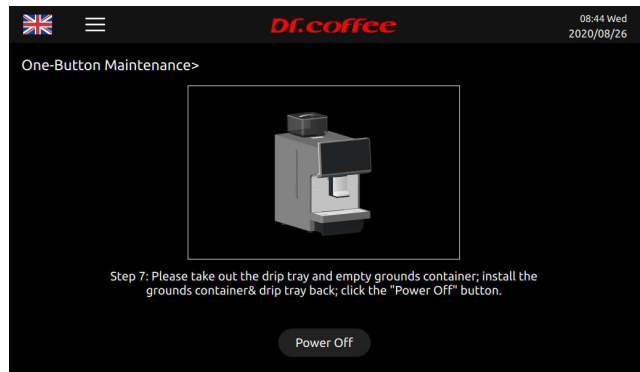 Dr.coffee
08:44 Wed
2020/08/26
One-Button Maintenance>
Step 7: Please take out the drip tray and empty grounds container; install the
grounds container& drip tray back; click the "Power Off" button.
Power Off